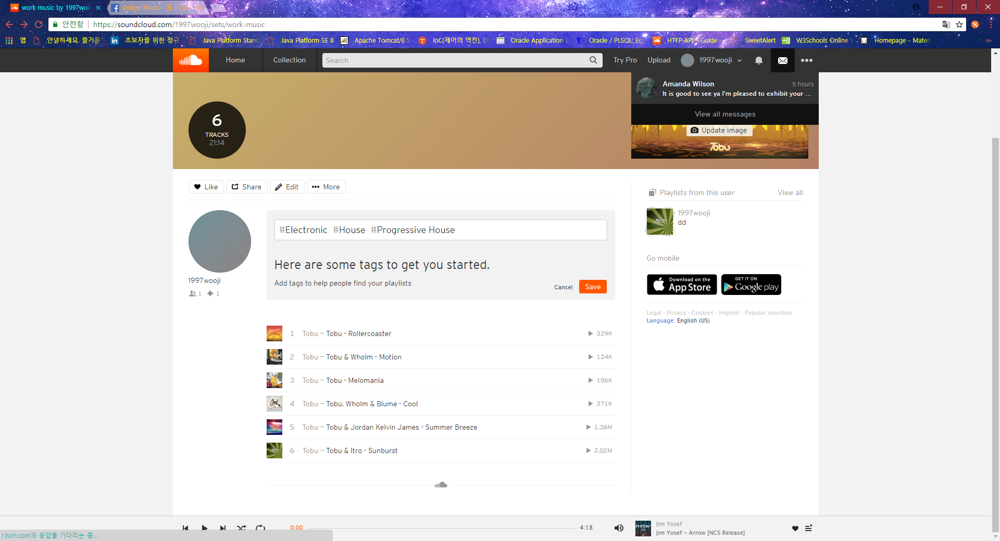 work music by 1997woo
Indigo Music -
안전함 https://soundcloud.com/1997wooji/sets/work-music
앱 .안녕하세요. 즐거운 초보자를 위한 정규 Java Platform Stand Java Platform SE 8 Apache Tomcat/8.5 IoC(제어의 역전), D Oracle Application Oracle / PLSQL: HTTP API - Guide SweetAlert W3Schools Online Homepage - Mater
Home Collection Search Try Pro Upload 1997wooji
Amanda Wilson 5 hours
It is good to see ya I'm pleased to exhibit your ...
View all messages
Update image
Tobu
6
TRACKS
21:14
Like Share Edit More
Playlists from this user View all
1997wooji
dd
#Electronic #House #Progressive House
Here are some tags to get you started.
Add tags to help people find your playlists
Cancel Save
1997wooji
1 1
Go mobile
Download on the App Store
GET IT ON Google play
Legal - Privacy - Cookies - Imprint - Popular searches
Language: English (US)
1 Tobu – Tobu - Rollercoaster 329K
2 Tobu – Tobu & Wholm - Motion 124K
3 Tobu – Tobu - Melomania 186K
4 Tobu – Tobu, Wholm & Blume - Cool 371K
5 Tobu – Tobu & Jordan Kelvin James - Summer Breeze 1.36M
6 Tobu – Tobu & Itro - Sunburst 2.02M
0:00 4:18
Jim Yosef
Jim Yosef - Arrow [NCS Release]
r.turn.com의 응답을 기다리는 중...